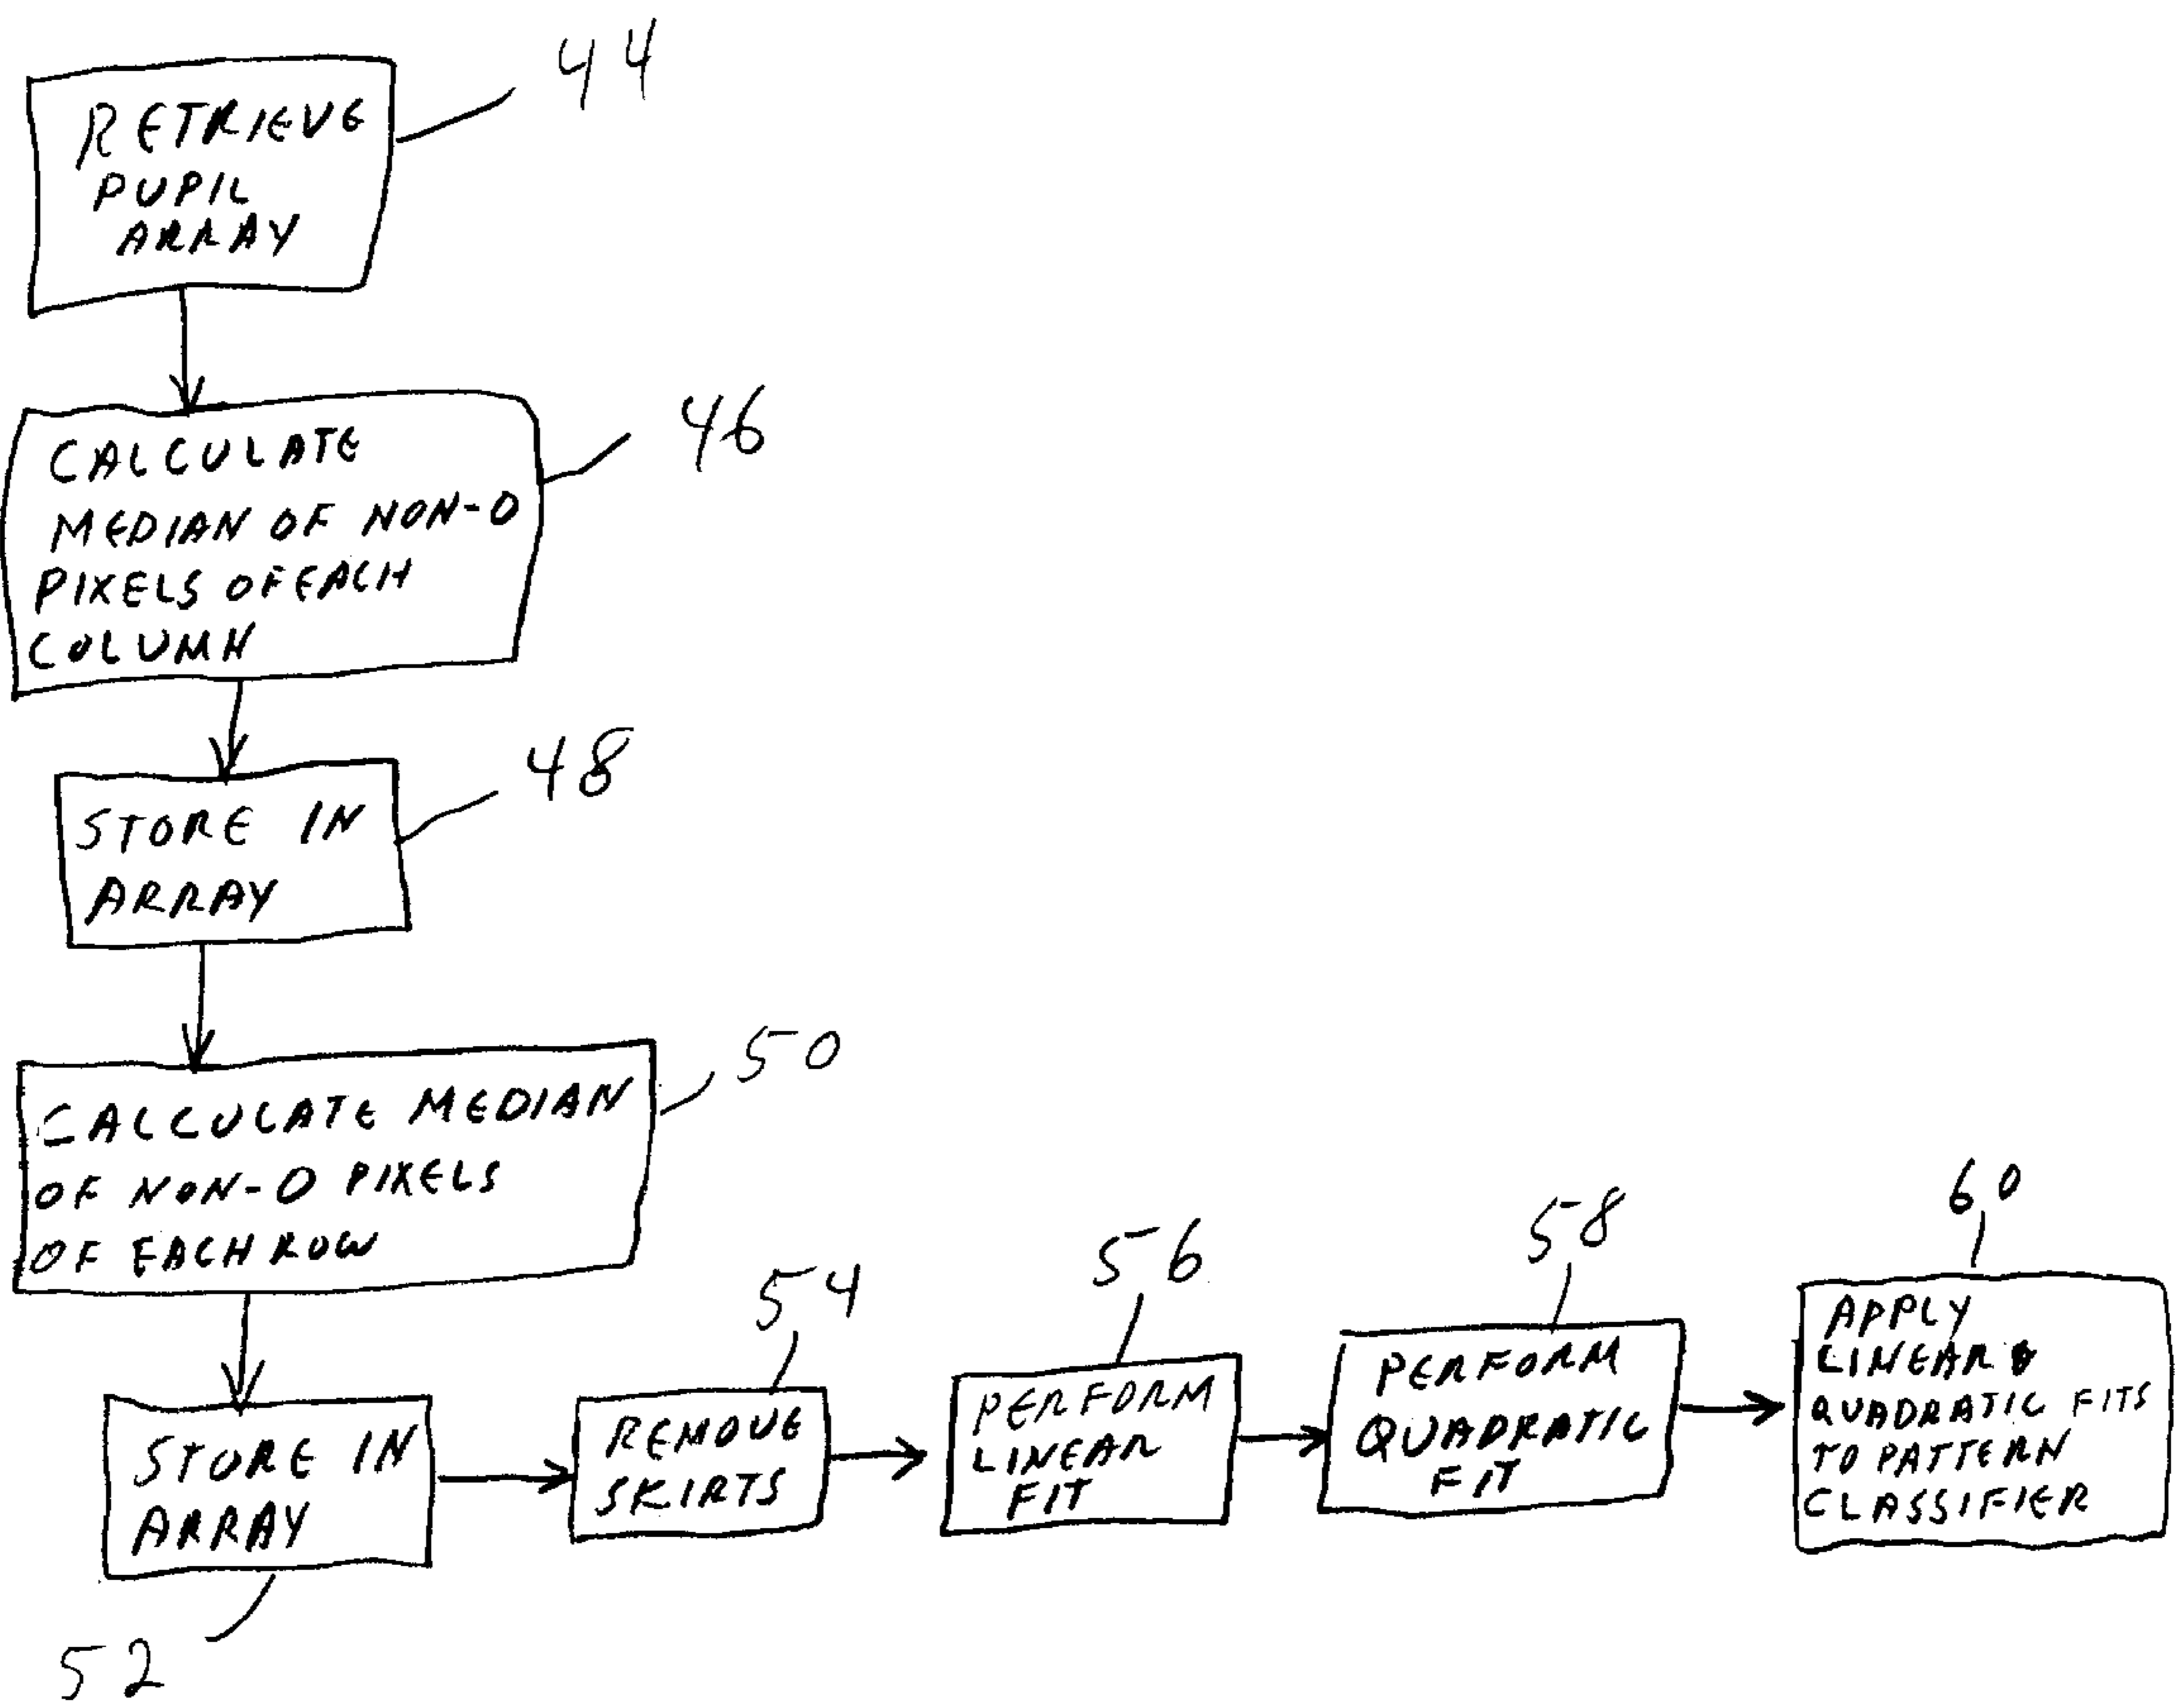 44
RETRIEVE
PUPIL
ARRAY
46
CALCULATE
MEDIAN OF NON-0
PIXELS OF EACH
COLUMN
48
STORE IN
ARRAY
50
CALCULATE MEDIAN
OF NON-0 PIXELS
OF EACH ROW
52
STORE IN
ARRAY
54
REMOVE
SKIRTS
56
PERFORM
LINEAR
FIT
58
PERFORM
QUADRATIC
FIT
60
APPLY
LINEAR &
QUADRATIC FITS
TO PATTERN
CLASSIFIER